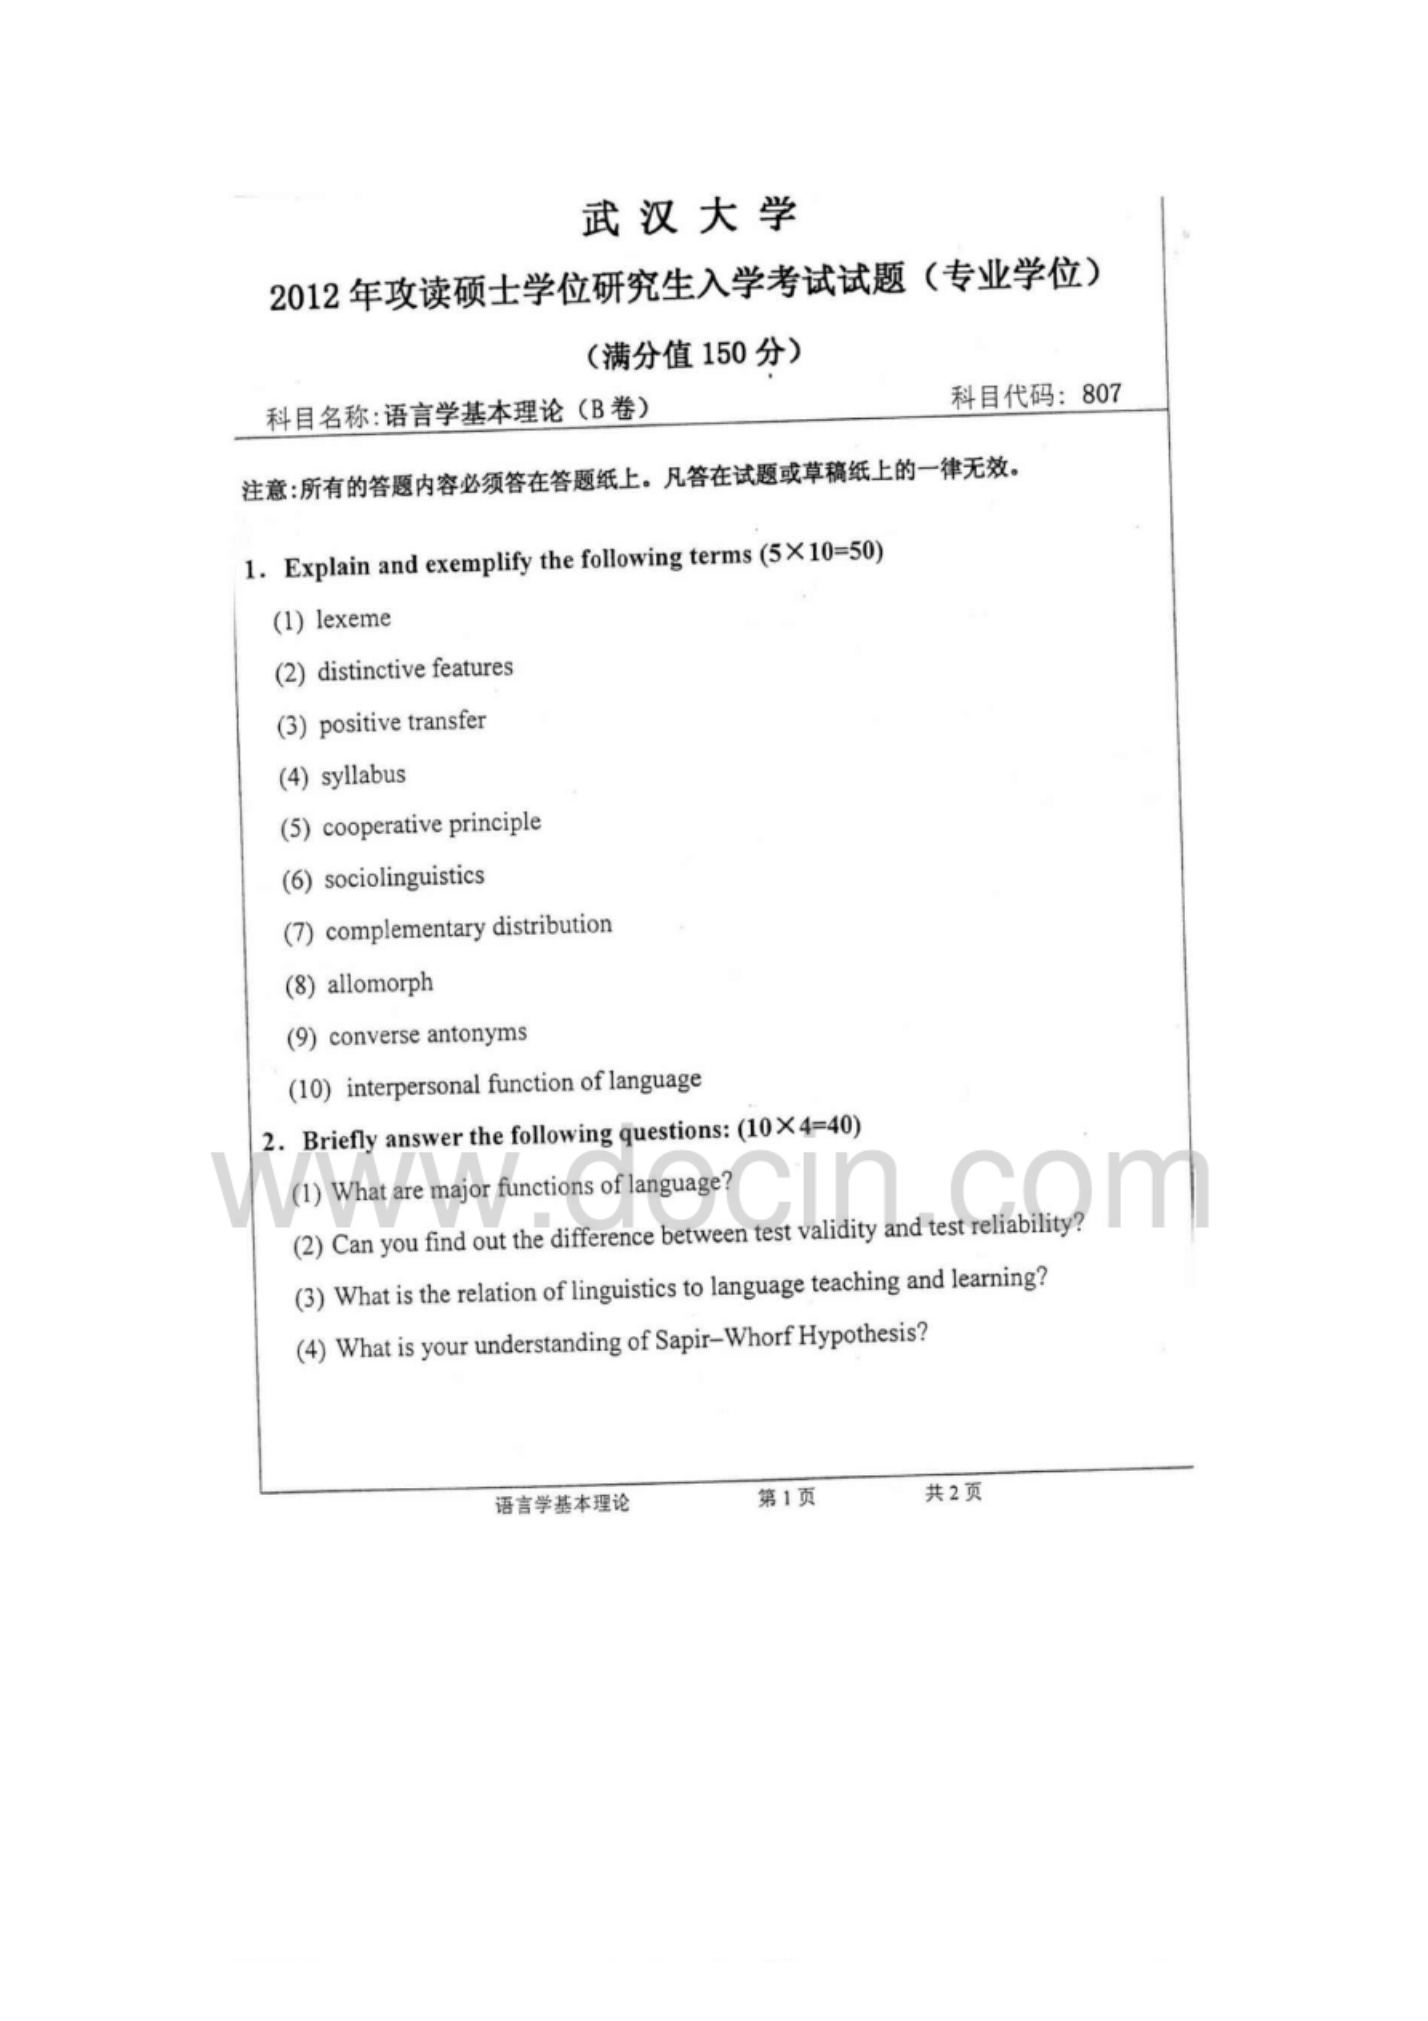 武汉大学
2012年攻读硕士学位研究生入学考试试题（专业学位）
（满分值150分）
科目名称:语言学基本理论（B卷） 科目代码: 807
注意:所有的答题内容必须答在答题纸上。凡答在试题或草稿纸上的一律无效。
1. Explain and exemplify the following terms (5×10=50)
(1) lexeme
(2) distinctive features
(3) positive transfer
(4) syllabus
(5) cooperative principle
(6) sociolinguistics
(7) complementary distribution
(8) allomorph
(9) converse antonyms
(10) interpersonal function of language
2. Briefly answer the following questions: (10×4=40)
www.docin.com
(1) What are major functions of language?
(2) Can you find out the difference between test validity and test reliability?
(3) What is the relation of linguistics to language teaching and learning?
(4) What is your understanding of Sapir–Whorf Hypothesis?
语言学基本理论 第1页 共2页